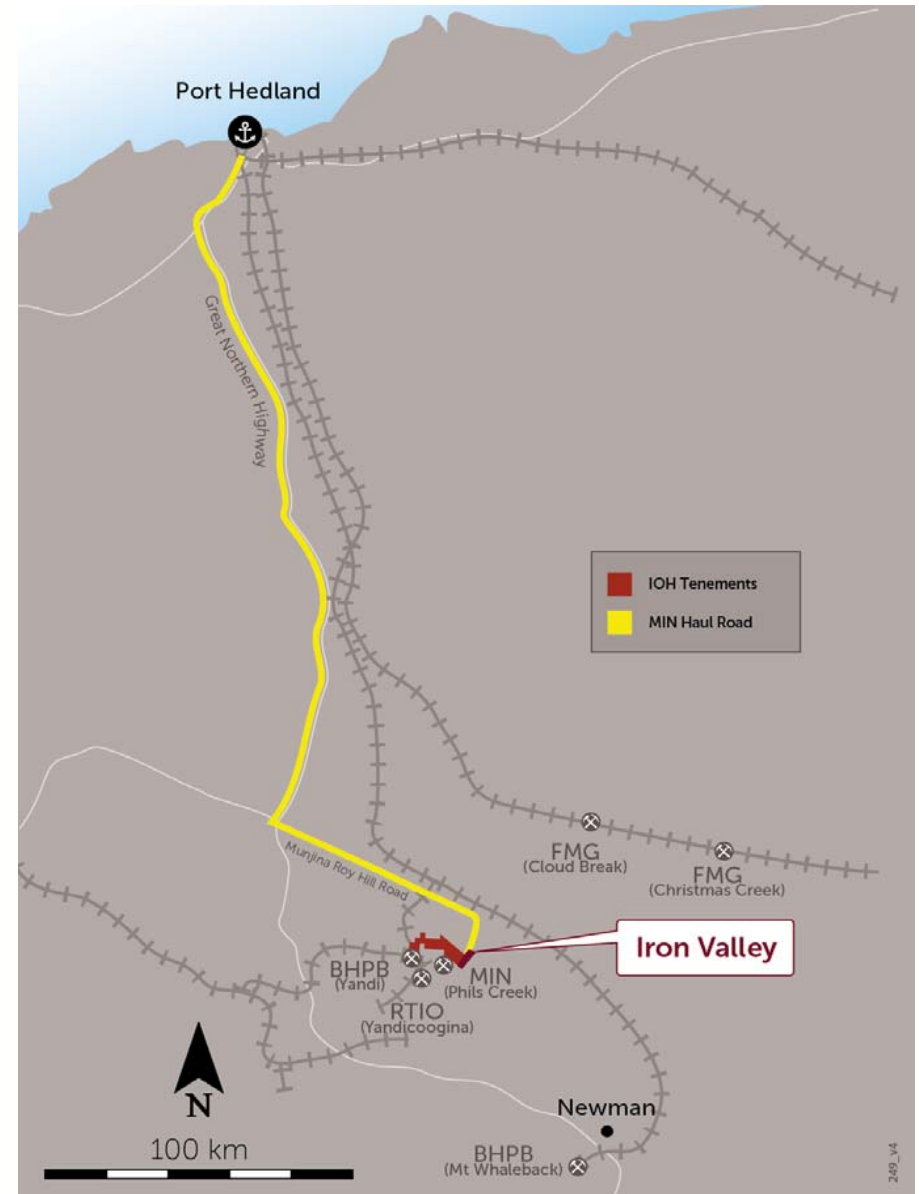 Port Hedland
Great Northern Highway
IOH Tenements
MIN Haul Road
FMG
(Cloud Break)
FMG
(Christmas Creek)
Munjina Roy Hill Road
Iron Valley
BHPB
(Yandi)
MIN
(Phils Creek)
RTIO
(Yandicoogina)
N
100 km
Newman
BHPB
(Mt Whaleback)
249_v4